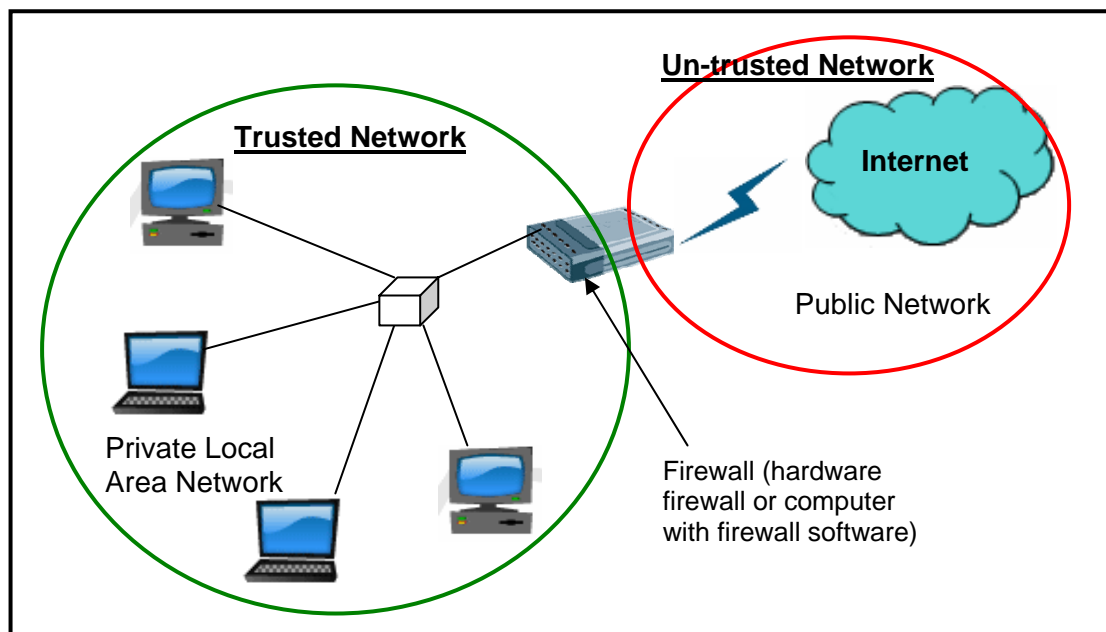 Un-trusted Network
Trusted Network
Internet
Public Network
Private Local
Area Network
Firewall (hardware
firewall or computer
with firewall software)